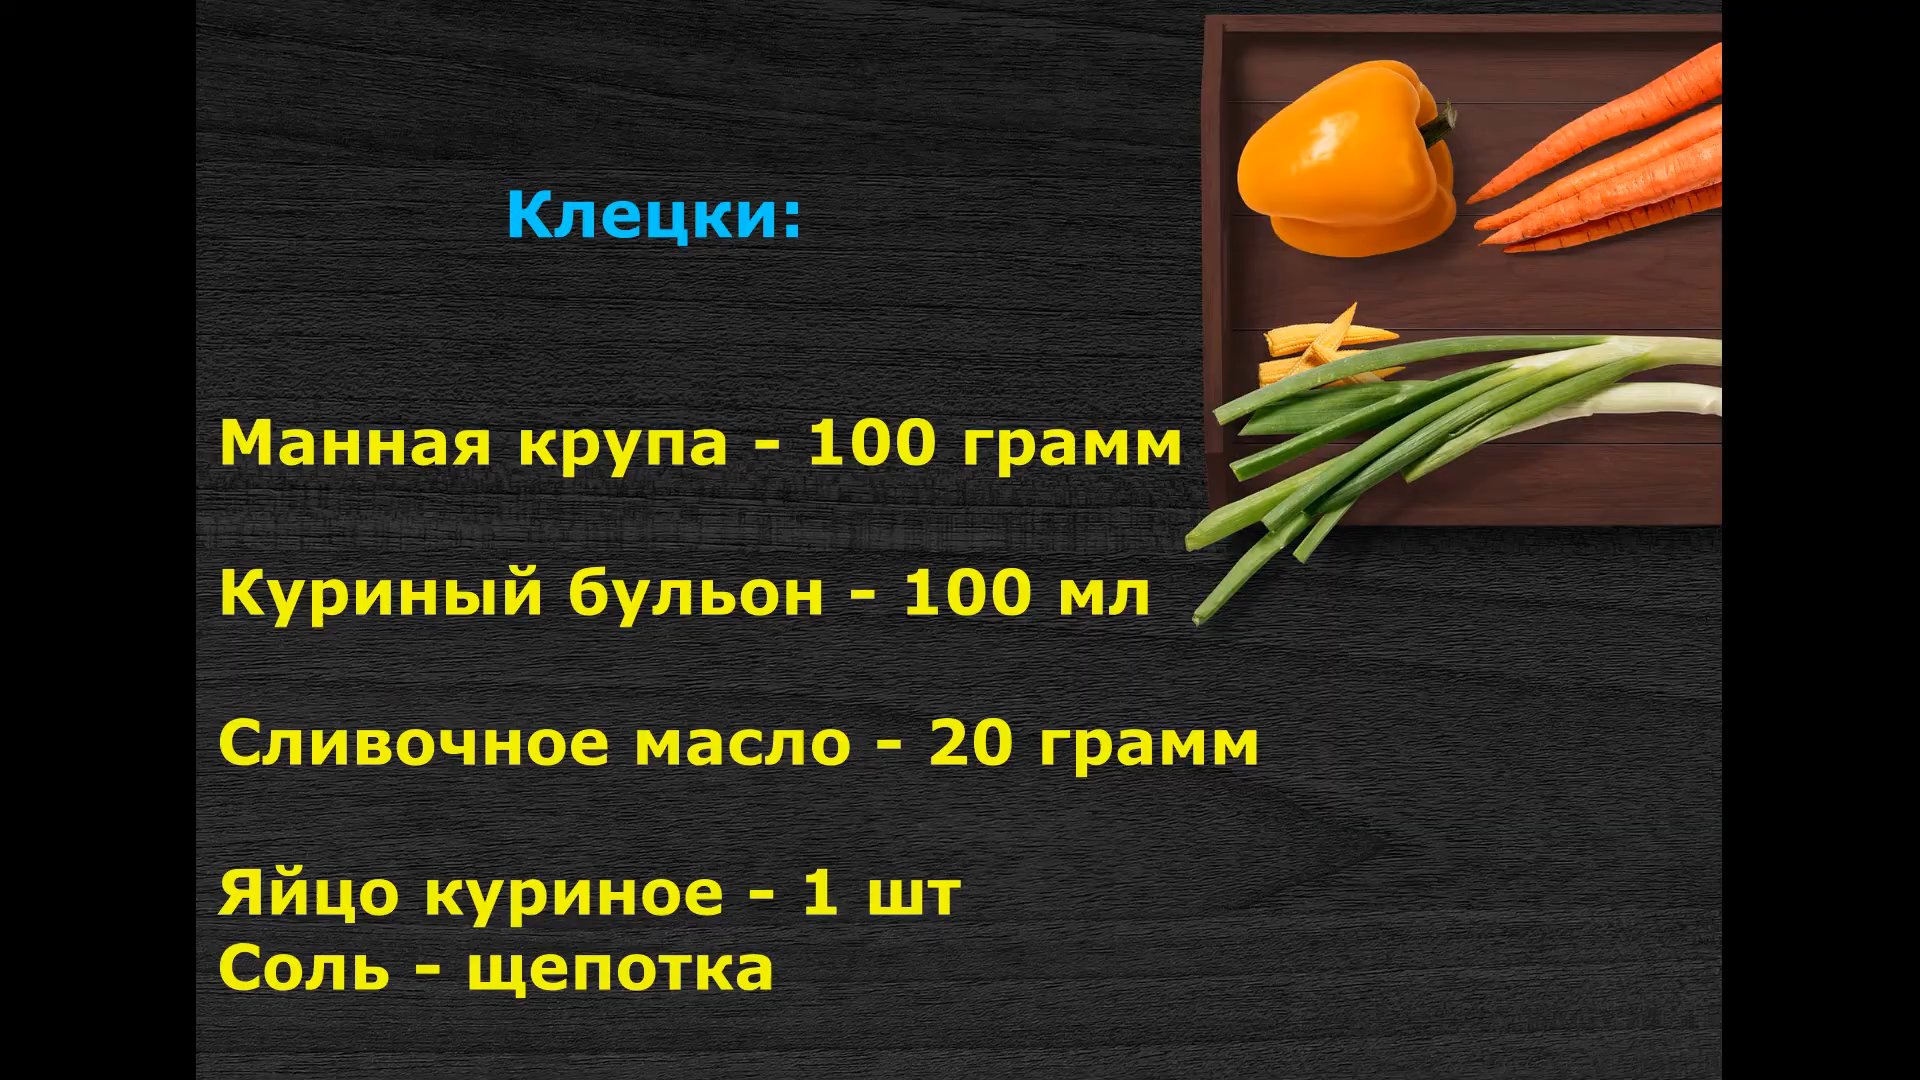 Клецки:
Манная крупа - 100 грамм
Куриный бульон - 100 мл
Сливочное масло - 20 грамм
Яйцо куриное - 1 шт
Соль - щепотка